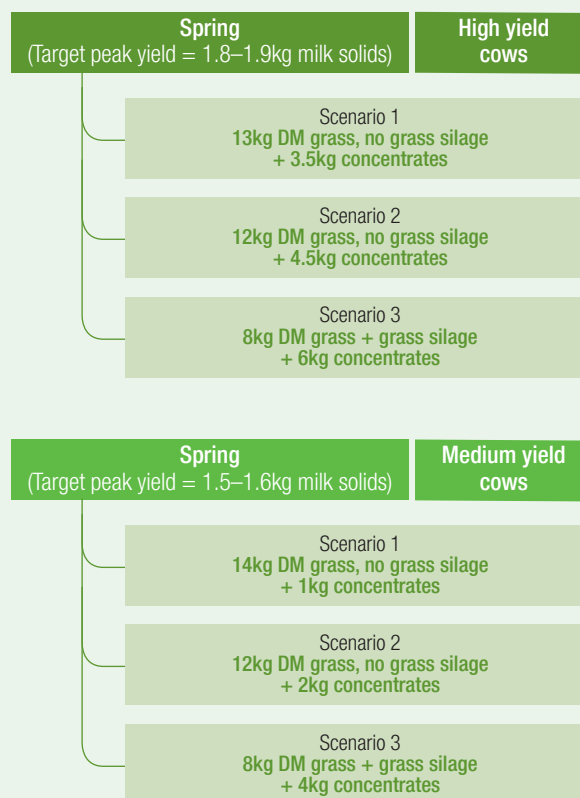 Spring
(Target peak yield = 1.8–1.9kg milk solids)
High yield
cows
Scenario 1
13kg DM grass, no grass silage
+ 3.5kg concentrates
Scenario 2
12kg DM grass, no grass silage
+ 4.5kg concentrates
Scenario 3
8kg DM grass + grass silage
+ 6kg concentrates
Spring
(Target peak yield = 1.5–1.6kg milk solids)
Medium yield
cows
Scenario 1
14kg DM grass, no grass silage
+ 1kg concentrates
Scenario 2
12kg DM grass, no grass silage
+ 2kg concentrates
Scenario 3
8kg DM grass + grass silage
+ 4kg concentrates